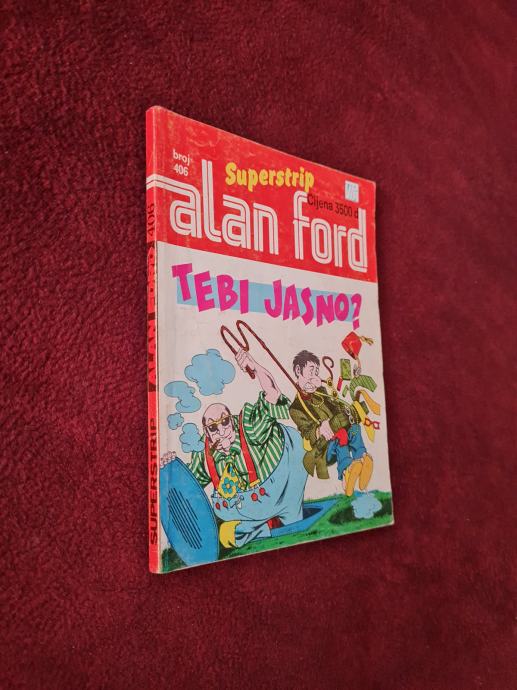 broj
406
Superstrip
Cijena 3500 d
alan ford
TEBI JASNO?
SUPERSTRIP ALAN FORD 406